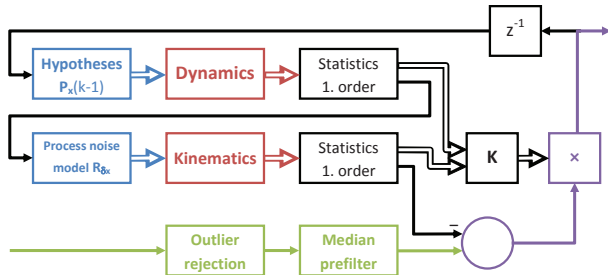 z⁻¹
Hypotheses
Pₓ(k-1)
Dynamics
Statistics
1. order
Process noise
model R_δₓ
Kinematics
Statistics
1. order
K
×
–
Outlier
rejection
Median
prefilter